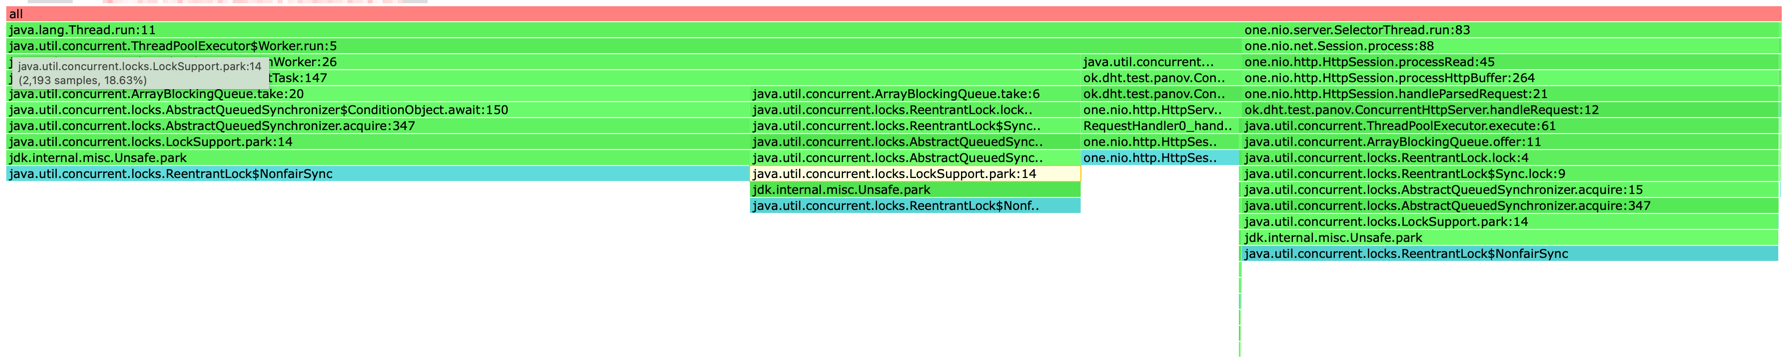 all
java.lang.Thread.run:11
one.nio.server.SelectorThread.run:83
java.util.concurrent.ThreadPoolExecutor$Worker.run:5
one.nio.net.Session.process:88
java.util.concurrent.locks.LockSupport.park:14
(2,193 samples, 18.63%)
j
nWorker:26
java.util.concurrent...
one.nio.http.HttpSession.processRead:45
j
tTask:147
ok.dht.test.panov.Con..
one.nio.http.HttpSession.processHttpBuffer:264
java.util.concurrent.ArrayBlockingQueue.take:20
java.util.concurrent.ArrayBlockingQueue.take:6
ok.dht.test.panov.Con..
one.nio.http.HttpSession.handleParsedRequest:21
java.util.concurrent.locks.AbstractQueuedSynchronizer$ConditionObject.await:150
java.util.concurrent.locks.ReentrantLock.lock..
one.nio.http.HttpServ..
ok.dht.test.panov.ConcurrentHttpServer.handleRequest:12
java.util.concurrent.locks.AbstractQueuedSynchronizer.acquire:347
java.util.concurrent.locks.ReentrantLock$Sync..
RequestHandler0_hand..
java.util.concurrent.ThreadPoolExecutor.execute:61
java.util.concurrent.locks.LockSupport.park:14
java.util.concurrent.locks.AbstractQueuedSync..
one.nio.http.HttpSes..
java.util.concurrent.ArrayBlockingQueue.offer:11
jdk.internal.misc.Unsafe.park
java.util.concurrent.locks.AbstractQueuedSync..
one.nio.http.HttpSes..
java.util.concurrent.locks.ReentrantLock.lock:4
java.util.concurrent.locks.ReentrantLock$NonfairSync
java.util.concurrent.locks.LockSupport.park:14
java.util.concurrent.locks.ReentrantLock$Sync.lock:9
jdk.internal.misc.Unsafe.park
java.util.concurrent.locks.AbstractQueuedSynchronizer.acquire:15
java.util.concurrent.locks.ReentrantLock$Nonf..
java.util.concurrent.locks.AbstractQueuedSynchronizer.acquire:347
java.util.concurrent.locks.LockSupport.park:14
jdk.internal.misc.Unsafe.park
java.util.concurrent.locks.ReentrantLock$NonfairSync